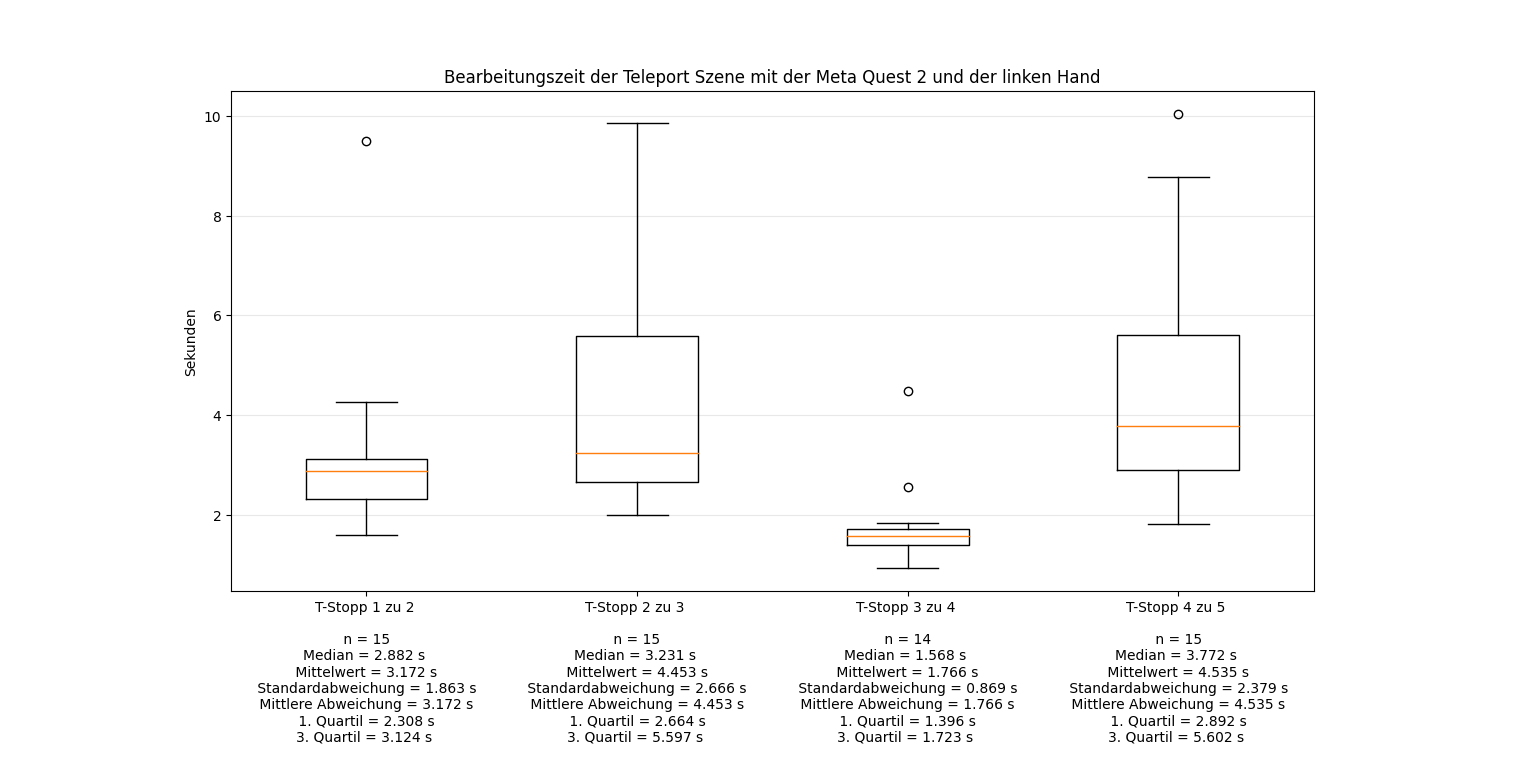 Bearbeitungszeit der Teleport Szene mit der Meta Quest 2 und der linken Hand
10
8
6
4
2
Sekunden
T-Stopp 1 zu 2
n = 15
Median = 2.882 s
Mittelwert = 3.172 s
Standardabweichung = 1.863 s
Mittlere Abweichung = 3.172 s
1. Quartil = 2.308 s
3. Quartil = 3.124 s
T-Stopp 2 zu 3
n = 15
Median = 3.231 s
Mittelwert = 4.453 s
Standardabweichung = 2.666 s
Mittlere Abweichung = 4.453 s
1. Quartil = 2.664 s
3. Quartil = 5.597 s
T-Stopp 3 zu 4
n = 14
Median = 1.568 s
Mittelwert = 1.766 s
Standardabweichung = 0.869 s
Mittlere Abweichung = 1.766 s
1. Quartil = 1.396 s
3. Quartil = 1.723 s
T-Stopp 4 zu 5
n = 15
Median = 3.772 s
Mittelwert = 4.535 s
Standardabweichung = 2.379 s
Mittlere Abweichung = 4.535 s
1. Quartil = 2.892 s
3. Quartil = 5.602 s